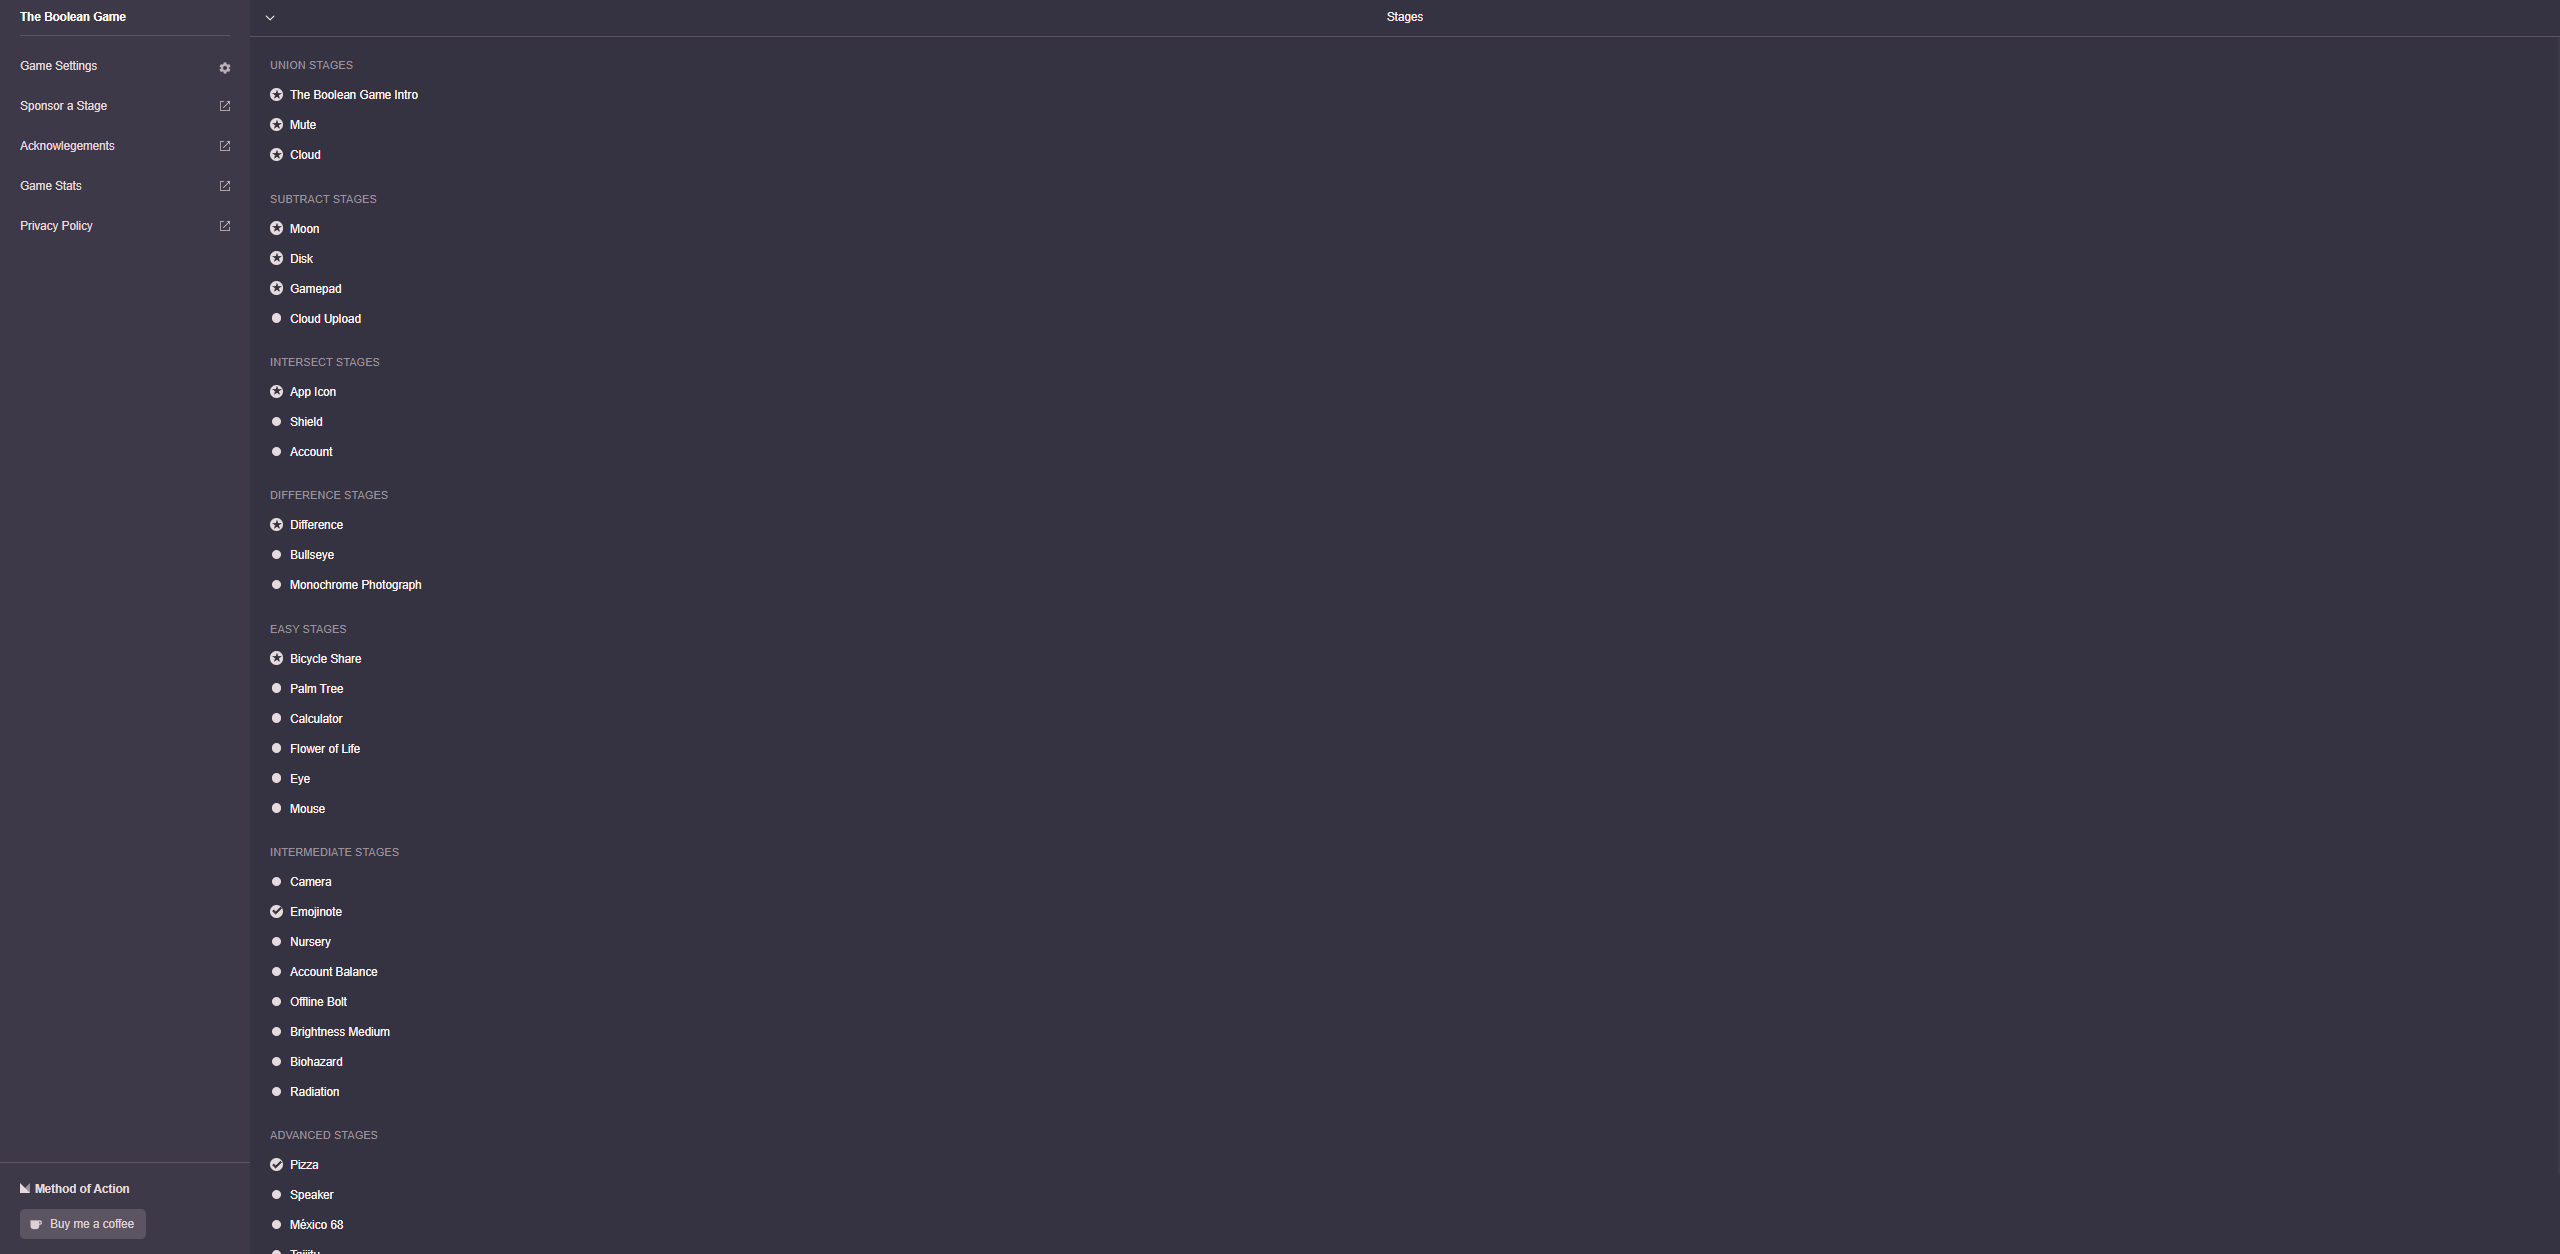 The Boolean Game
Game Settings
Sponsor a Stage
Acknowlegements
Game Stats
Privacy Policy
Method of Action
Buy me a coffee
Stages
UNION STAGES
The Boolean Game Intro
Mute
Cloud
SUBTRACT STAGES
Moon
Disk
Gamepad
Cloud Upload
INTERSECT STAGES
App Icon
Shield
Account
DIFFERENCE STAGES
Difference
Bullseye
Monochrome Photograph
EASY STAGES
Bicycle Share
Palm Tree
Calculator
Flower of Life
Eye
Mouse
INTERMEDIATE STAGES
Camera
Emojinote
Nursery
Account Balance
Offline Bolt
Brightness Medium
Biohazard
Radiation
ADVANCED STAGES
Pizza
Speaker
México 68